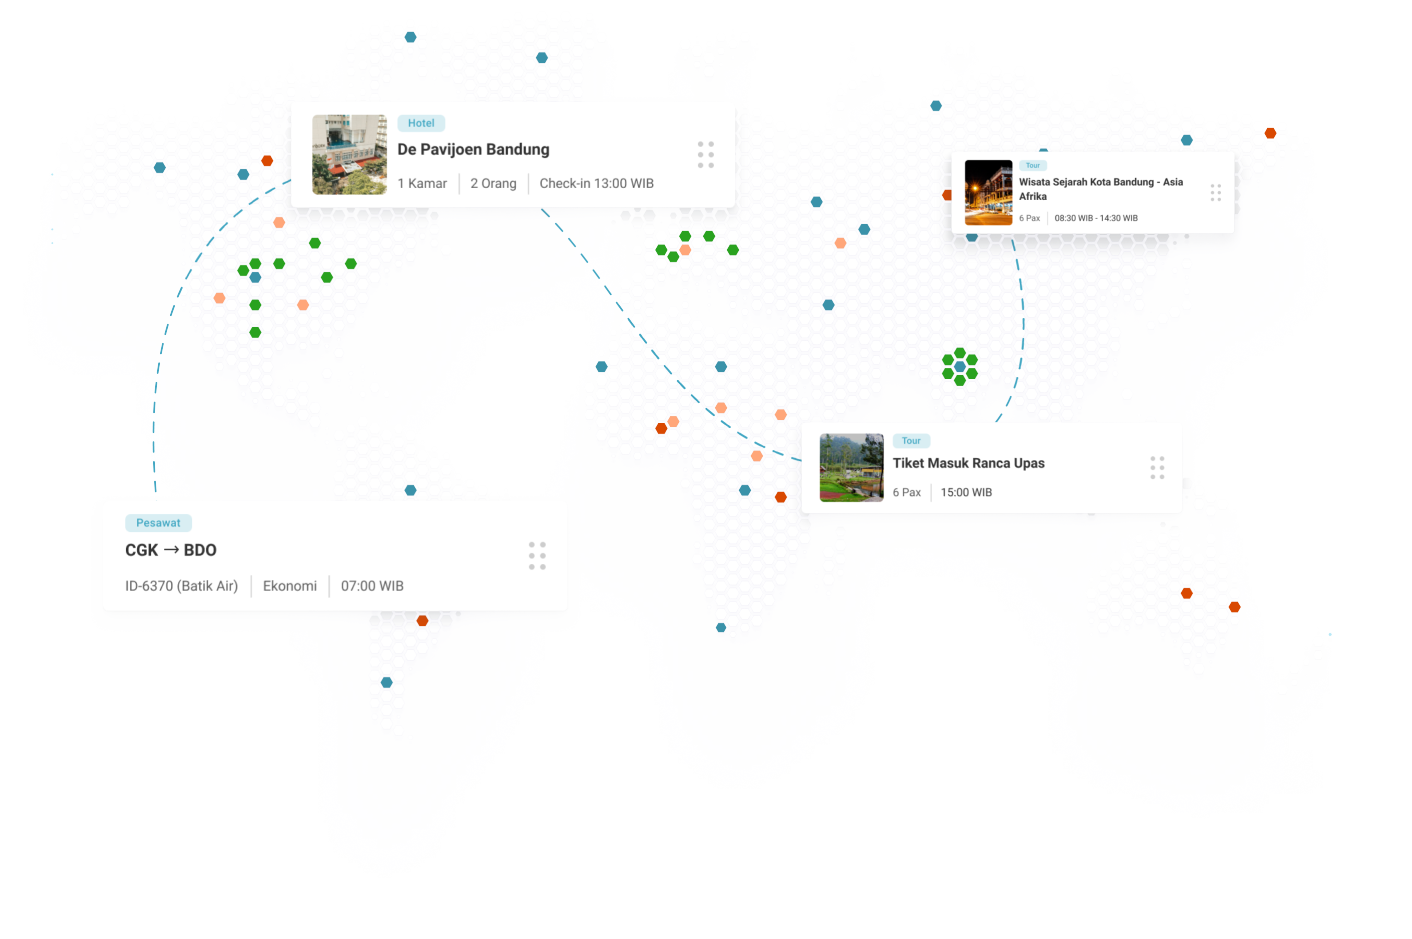 Hotel
De Pavijoen Bandung
1 Kamar
2 Orang
Check-in 13:00 WIB
Tour
Wisata Sejarah Kota Bandung - Asia
Afrika
6 Pax
08:30 WIB - 14:30 WIB
Tour
Tiket Masuk Ranca Upas
6 Pax
15:00 WIB
Pesawat
CGK → BDO
ID-6370 (Batik Air)
Ekonomi
07:00 WIB